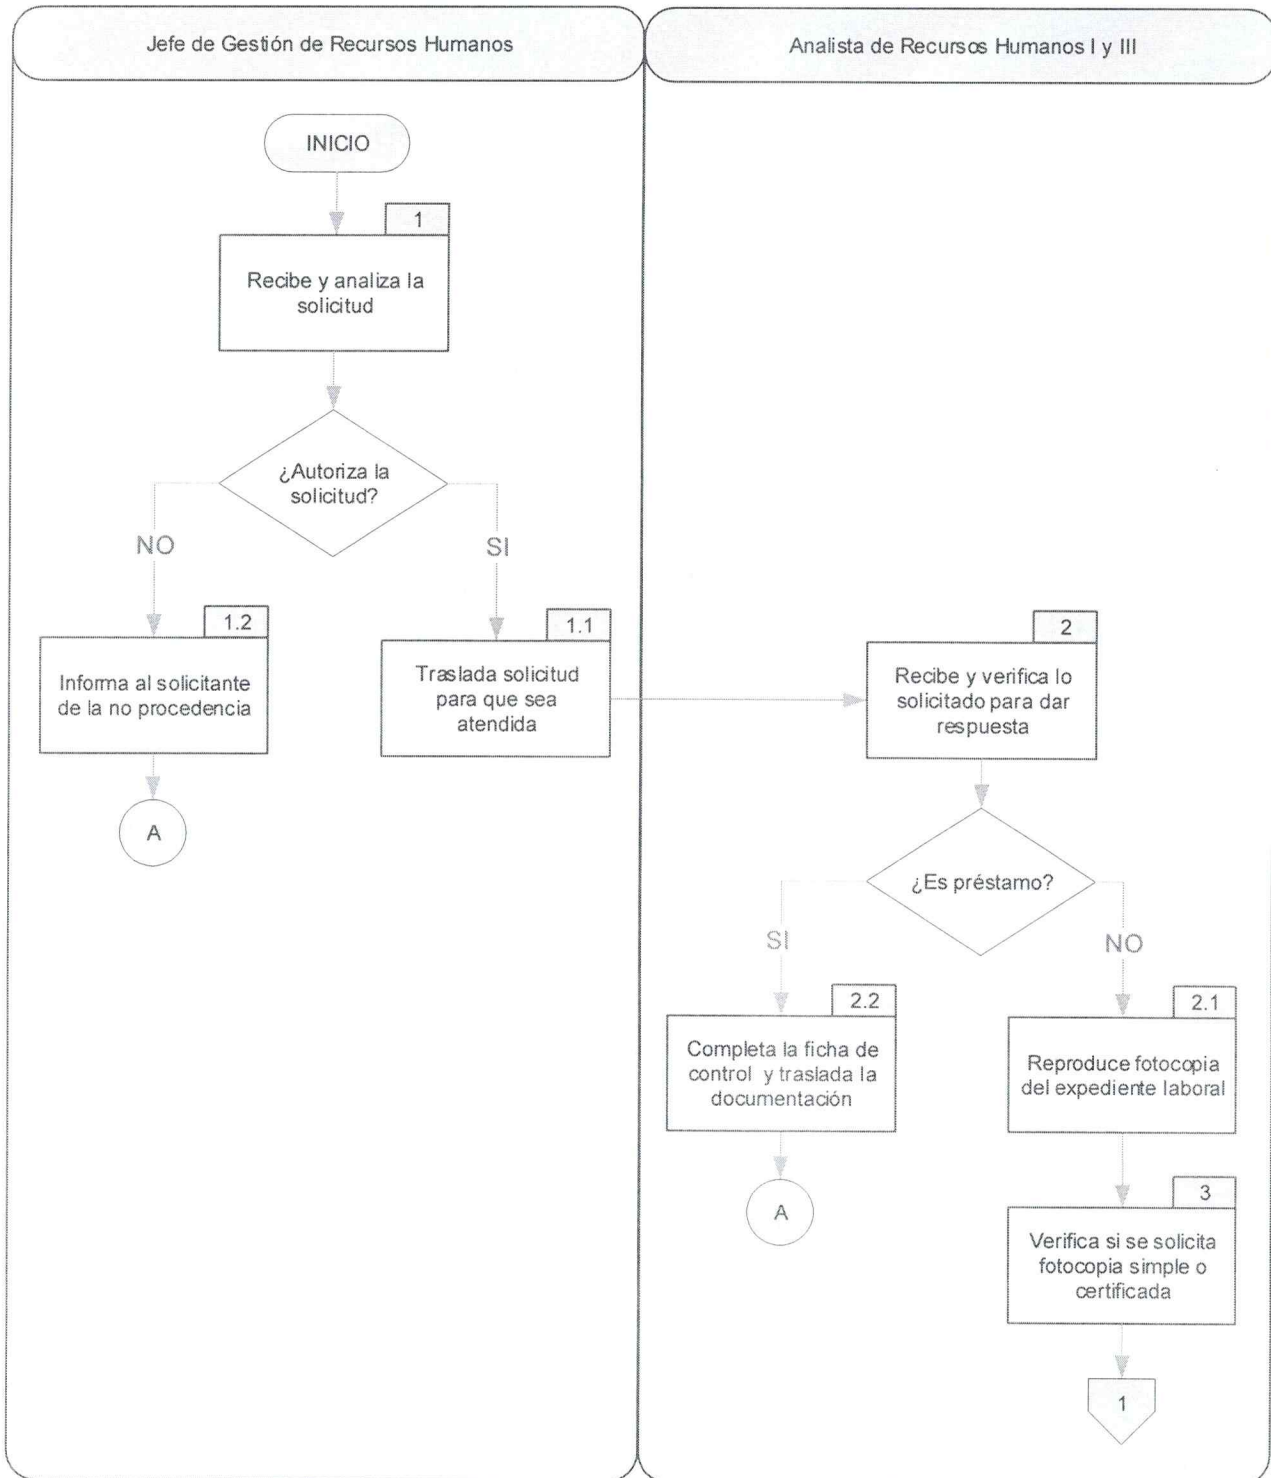 Jefe de Gestión de Recursos Humanos
Analista de Recursos Humanos I y III
INICIO
1
Recibe y analiza la
solicitud
¿Autoriza la
solicitud?
NO
SI
1.2
Informa al solicitante
de la no procedencia
A
1.1
Traslada solicitud
para que sea
atendida
2
Recibe y verifica lo
solicitado para dar
respuesta
¿Es préstamo?
SI
NO
2.2
Completa la ficha de
control y traslada la
documentación
A
2.1
Reproduce fotocopia
del expediente laboral
3
Verifica si se solicita
fotocopia simple o
certificada
1